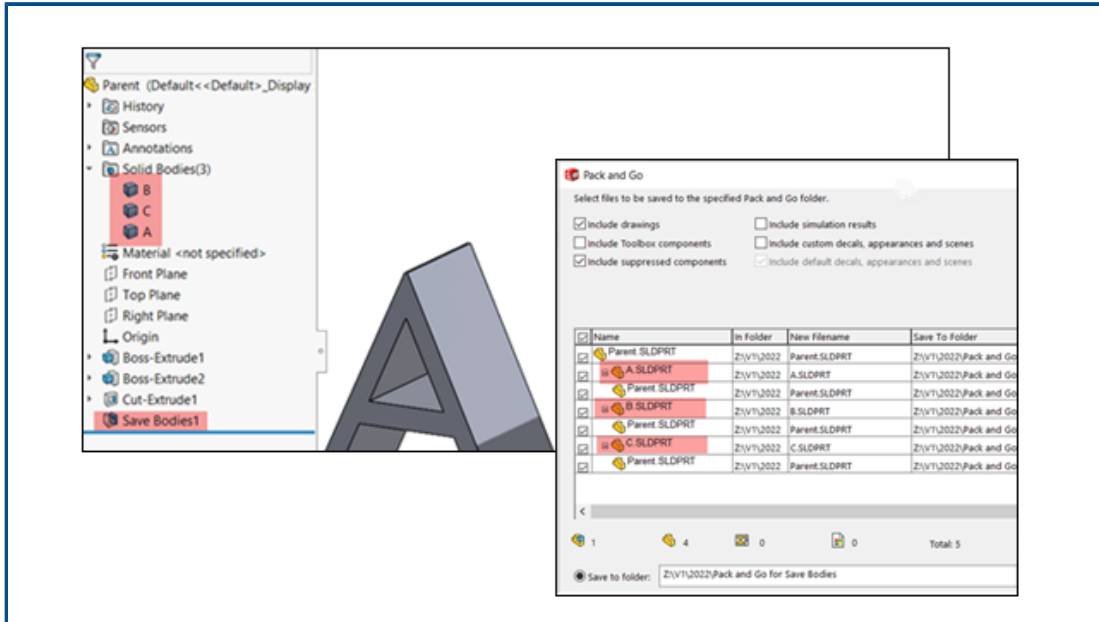 Parent (Default<<Default>_Display
History
Sensors
Annotations
Solid Bodies(3)
B
C
A
Material <not specified>
Front Plane
Top Plane
Right Plane
Origin
Boss-Extrude1
Boss-Extrude2
Cut-Extrude1
Save Bodies1
Pack and Go
Select files to be saved to the specified Pack and Go folder.
Include drawings Include simulation results
Include Toolbox components Include custom decals, appearances and scenes
Include suppressed components Include default decals, appearances and scenes
Name In Folder New Filename Save To Folder
Parent.SLDPRT Z:\V1\2022 Parent.SLDPRT Z:\V1\2022\Pack and Go
A.SLDPRT Z:\V1\2022 A.SLDPRT Z:\V1\2022\Pack and Go
Parent.SLDPRT Z:\V1\2022 Parent.SLDPRT Z:\V1\2022\Pack and Go
B.SLDPRT Z:\V1\2022 B.SLDPRT Z:\V1\2022\Pack and Go
Parent.SLDPRT Z:\V1\2022 Parent.SLDPRT Z:\V1\2022\Pack and Go
C.SLDPRT Z:\V1\2022 C.SLDPRT Z:\V1\2022\Pack and Go
Parent.SLDPRT Z:\V1\2022 Parent.SLDPRT Z:\V1\2022\Pack and Go
1 4 0 0 Total: 5
Save to folder: Z:\V1\2022\Pack and Go for Save Bodies